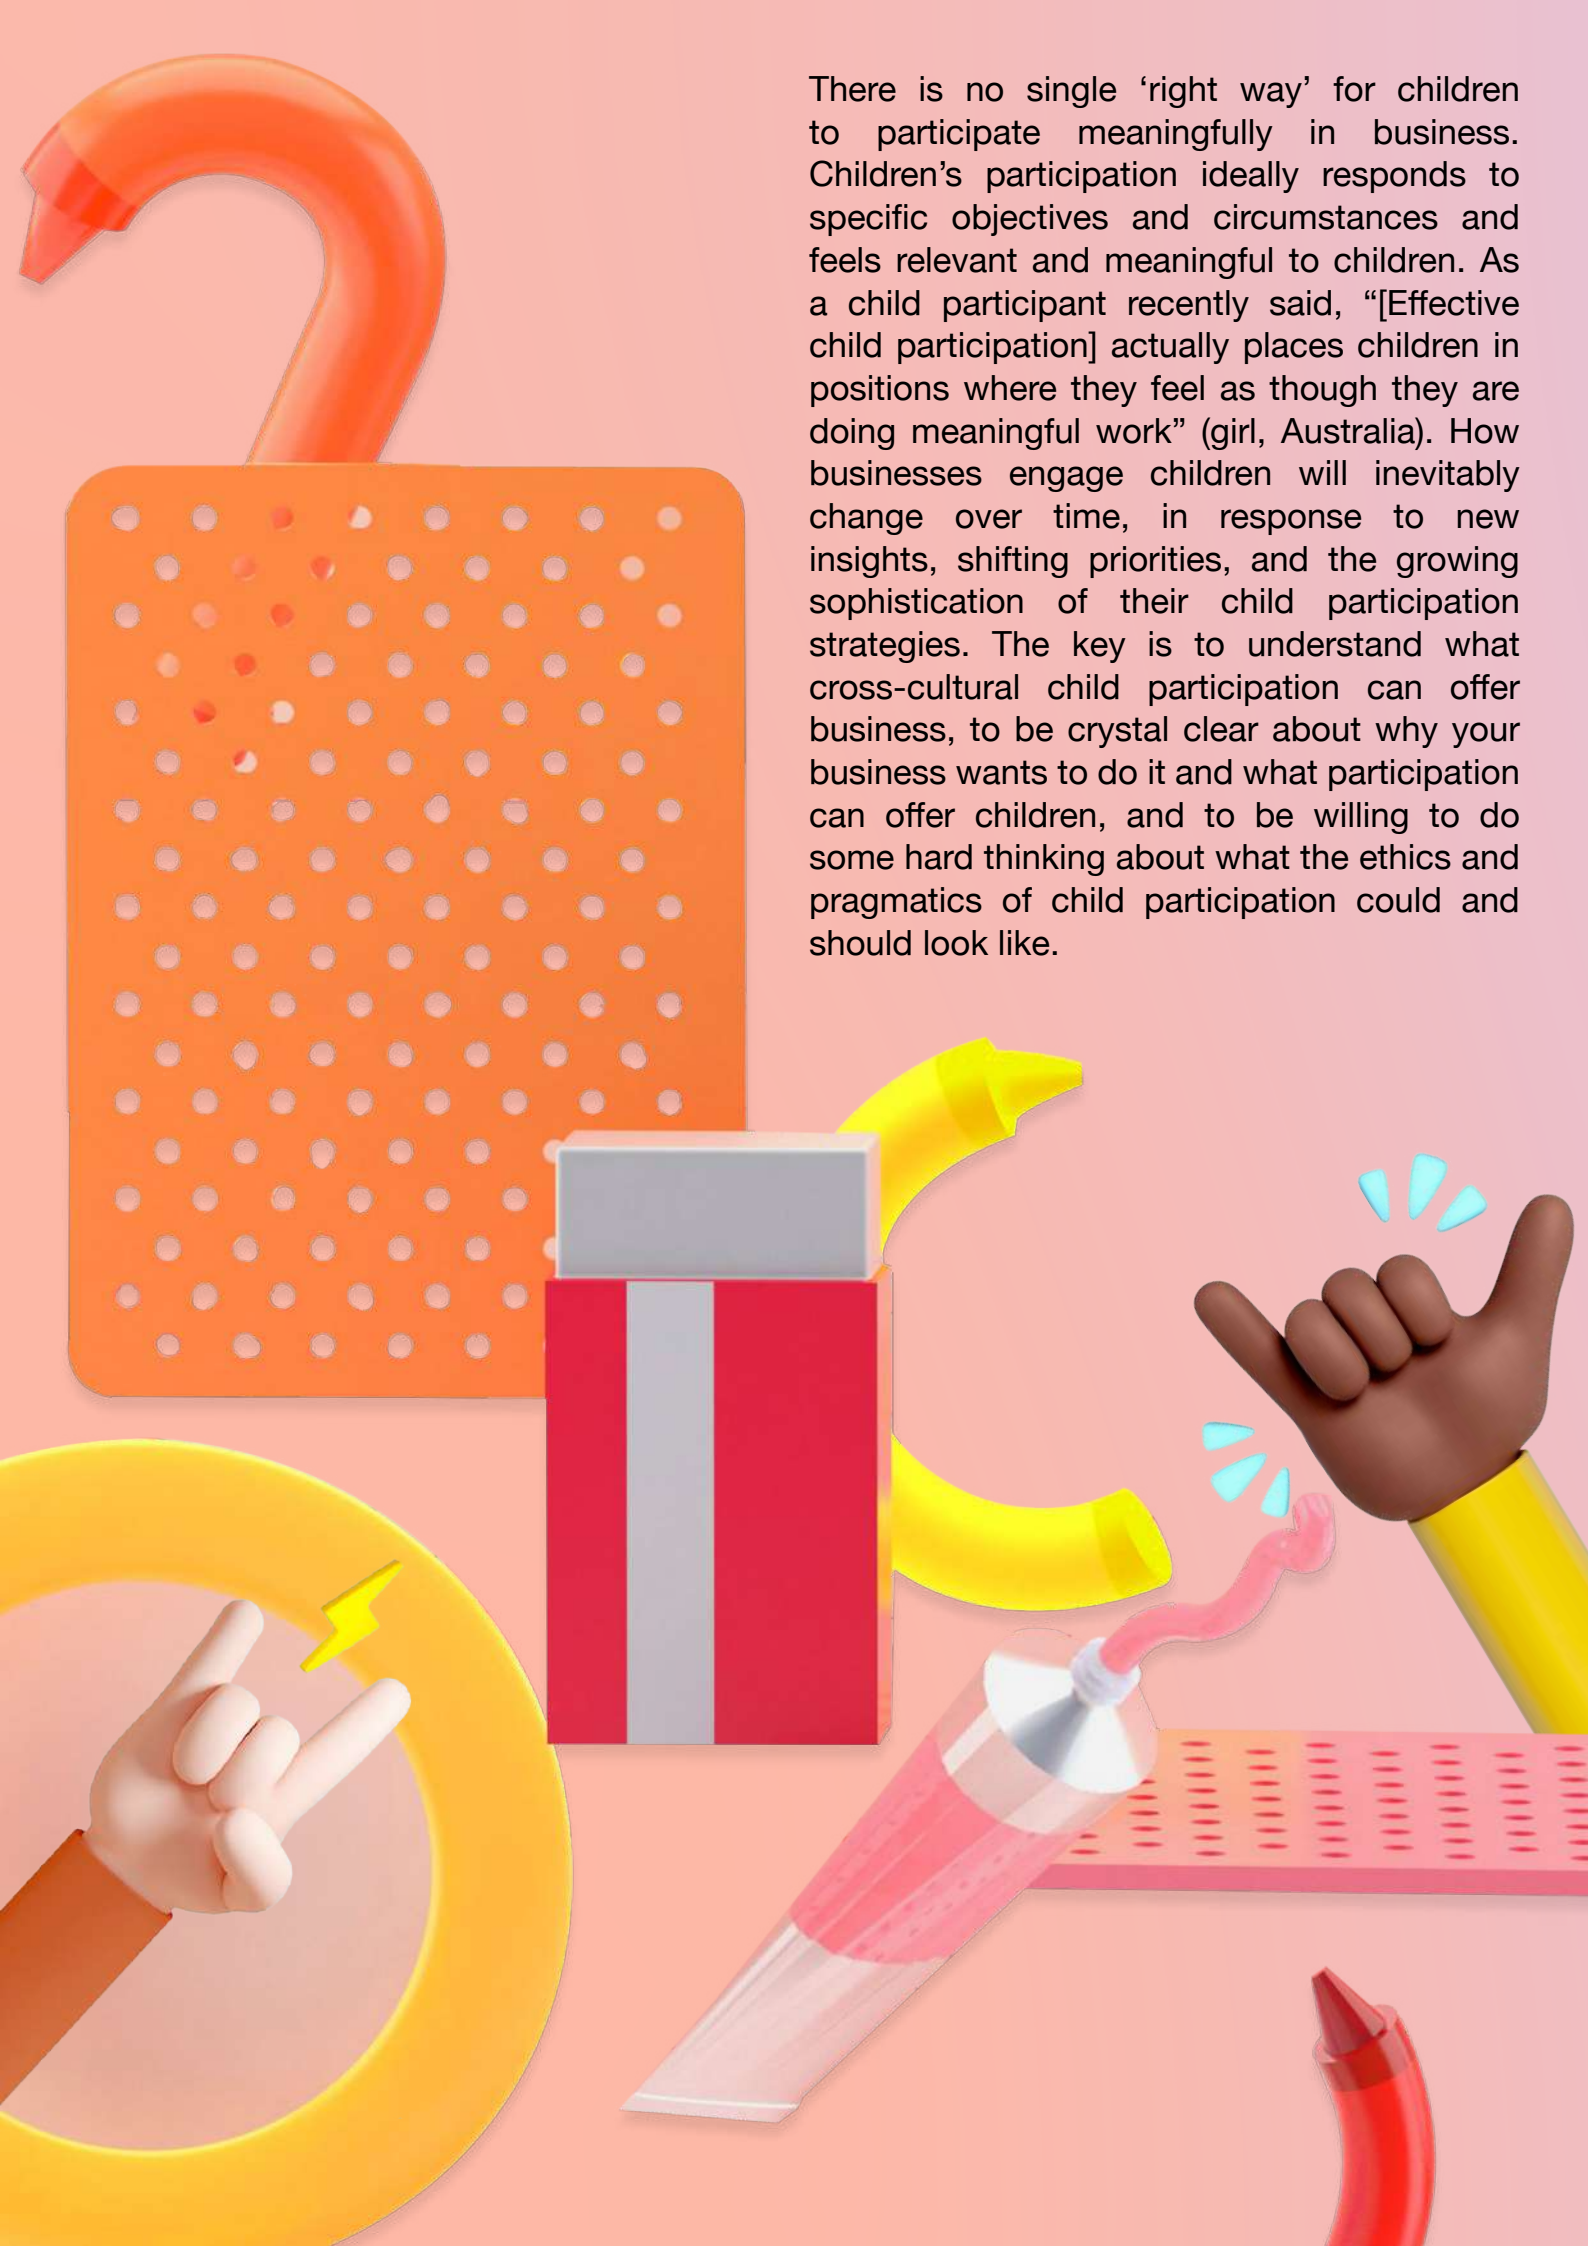 There is no single ‘right way’ for children
to participate meaningfully in business.
Children’s participation ideally responds to
specific objectives and circumstances and
feels relevant and meaningful to children. As
a child participant recently said, “[Effective
child participation] actually places children in
positions where they feel as though they are
doing meaningful work” (girl, Australia). How
businesses engage children will inevitably
change over time, in response to new
insights, shifting priorities, and the growing
sophistication of their child participation
strategies. The key is to understand what
cross-cultural child participation can offer
business, to be crystal clear about why your
business wants to do it and what participation
can offer children, and to be willing to do
some hard thinking about what the ethics and
pragmatics of child participation could and
should look like.